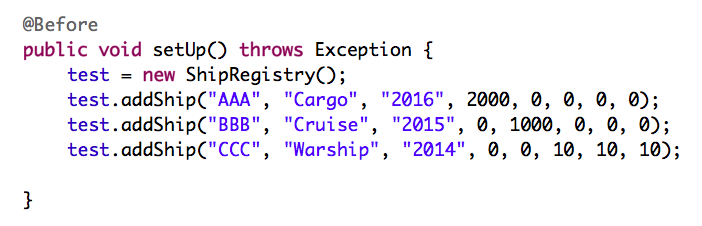 @Before
public void setUp() throws Exception {
    test = new ShipRegistry();
    test.addShip("AAA", "Cargo", "2016", 2000, 0, 0, 0, 0);
    test.addShip("BBB", "Cruise", "2015", 0, 1000, 0, 0, 0);
    test.addShip("CCC", "Warship", "2014", 0, 0, 10, 10, 10);
}